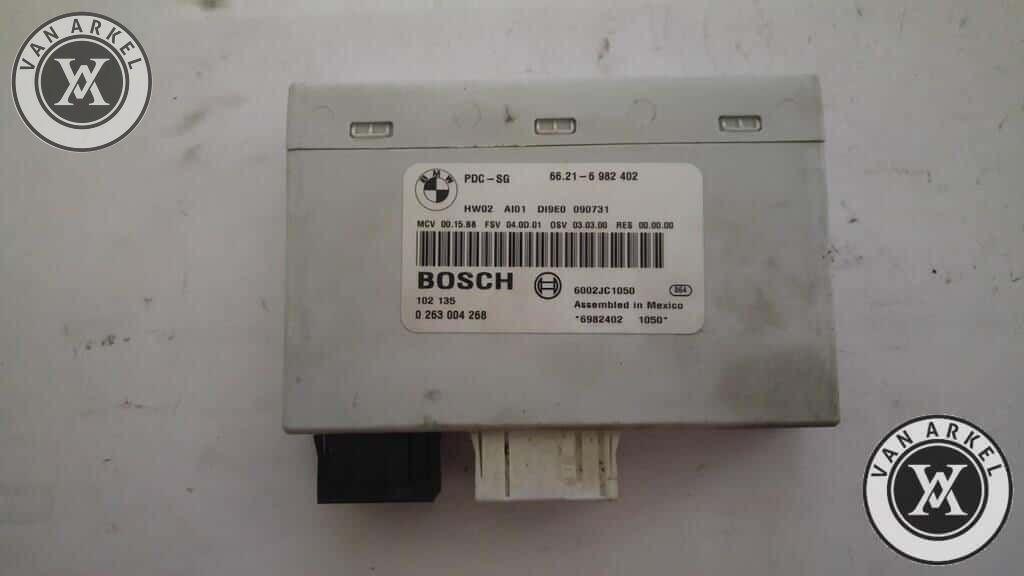 VAN ARKEL
BMW
PDC-SG 66.21-6 982 402
HW02 AI01 DI9E0 090731
MCV 00.15.88 FSV 04.00.01 OSV 03.03.00 RES 00.00.00
BOSCH
6002JC1050 064
102 135
Assembled in Mexico
0 263 004 268
*6982402 1050*
VAN ARKEL